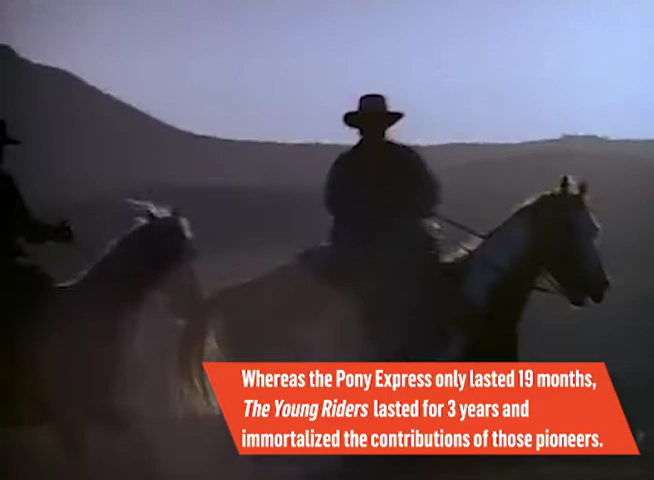 Whereas the Pony Express only lasted 19 months,
The Young Riders lasted for 3 years and
immortalized the contributions of those pioneers.